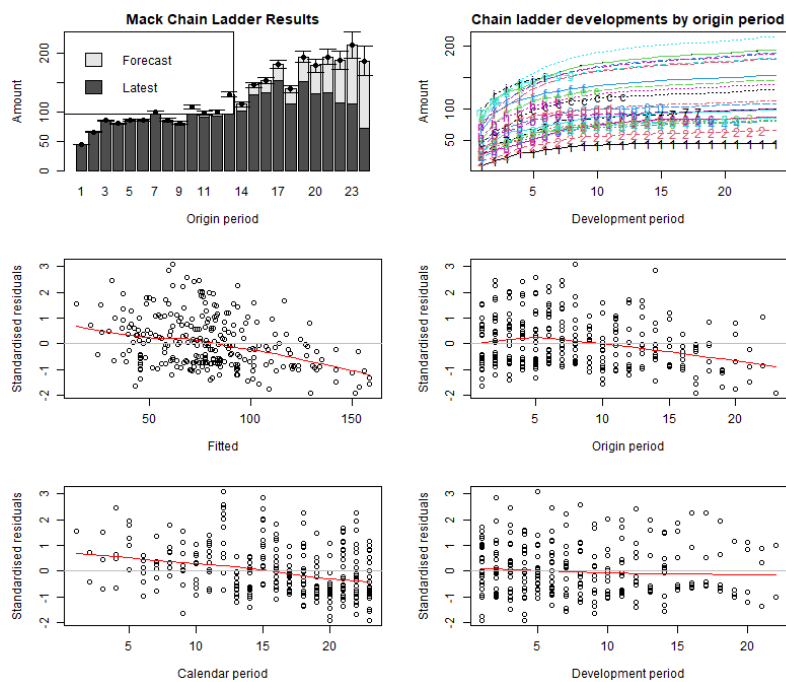 Mack Chain Ladder Results
Amount
0 50 100 200
Forecast
Latest
1 3 5 7 9 11 14 17 20 23
Origin period
Chain ladder developments by origin period
Amount
50 100 200
5 10 15 20
Development period
Standardised residuals
-2 -1 0 1 2 3
50 100 150
Fitted
Standardised residuals
-2 -1 0 1 2 3
5 10 15 20
Origin period
Standardised residuals
-2 -1 0 1 2 3
5 10 15 20
Calendar period
Standardised residuals
-2 -1 0 1 2 3
5 10 15 20
Development period